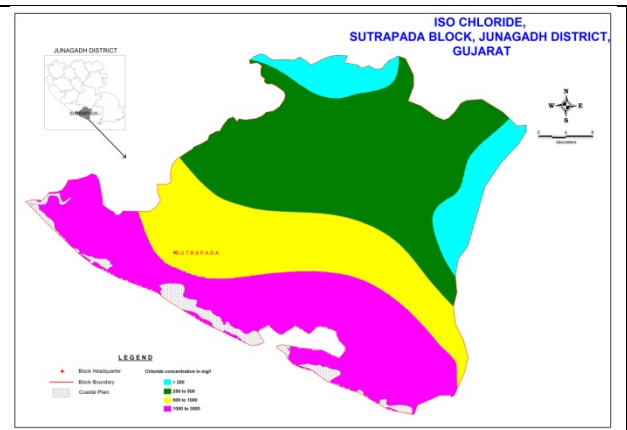 ISO CHLORIDE,
SUTRAPADA BLOCK, JUNAGADH DISTRICT,
GUJARAT
JUNAGADH DISTRICT
SUTRAPADA
N
W E
S
kilometers
SUTRAPADA
LEGEND
Block Headquarter
Block Boundary
Coastal Plain
Chloride concentration in mg/l
< 250
250 to 500
500 to 1000
1000 to 3000